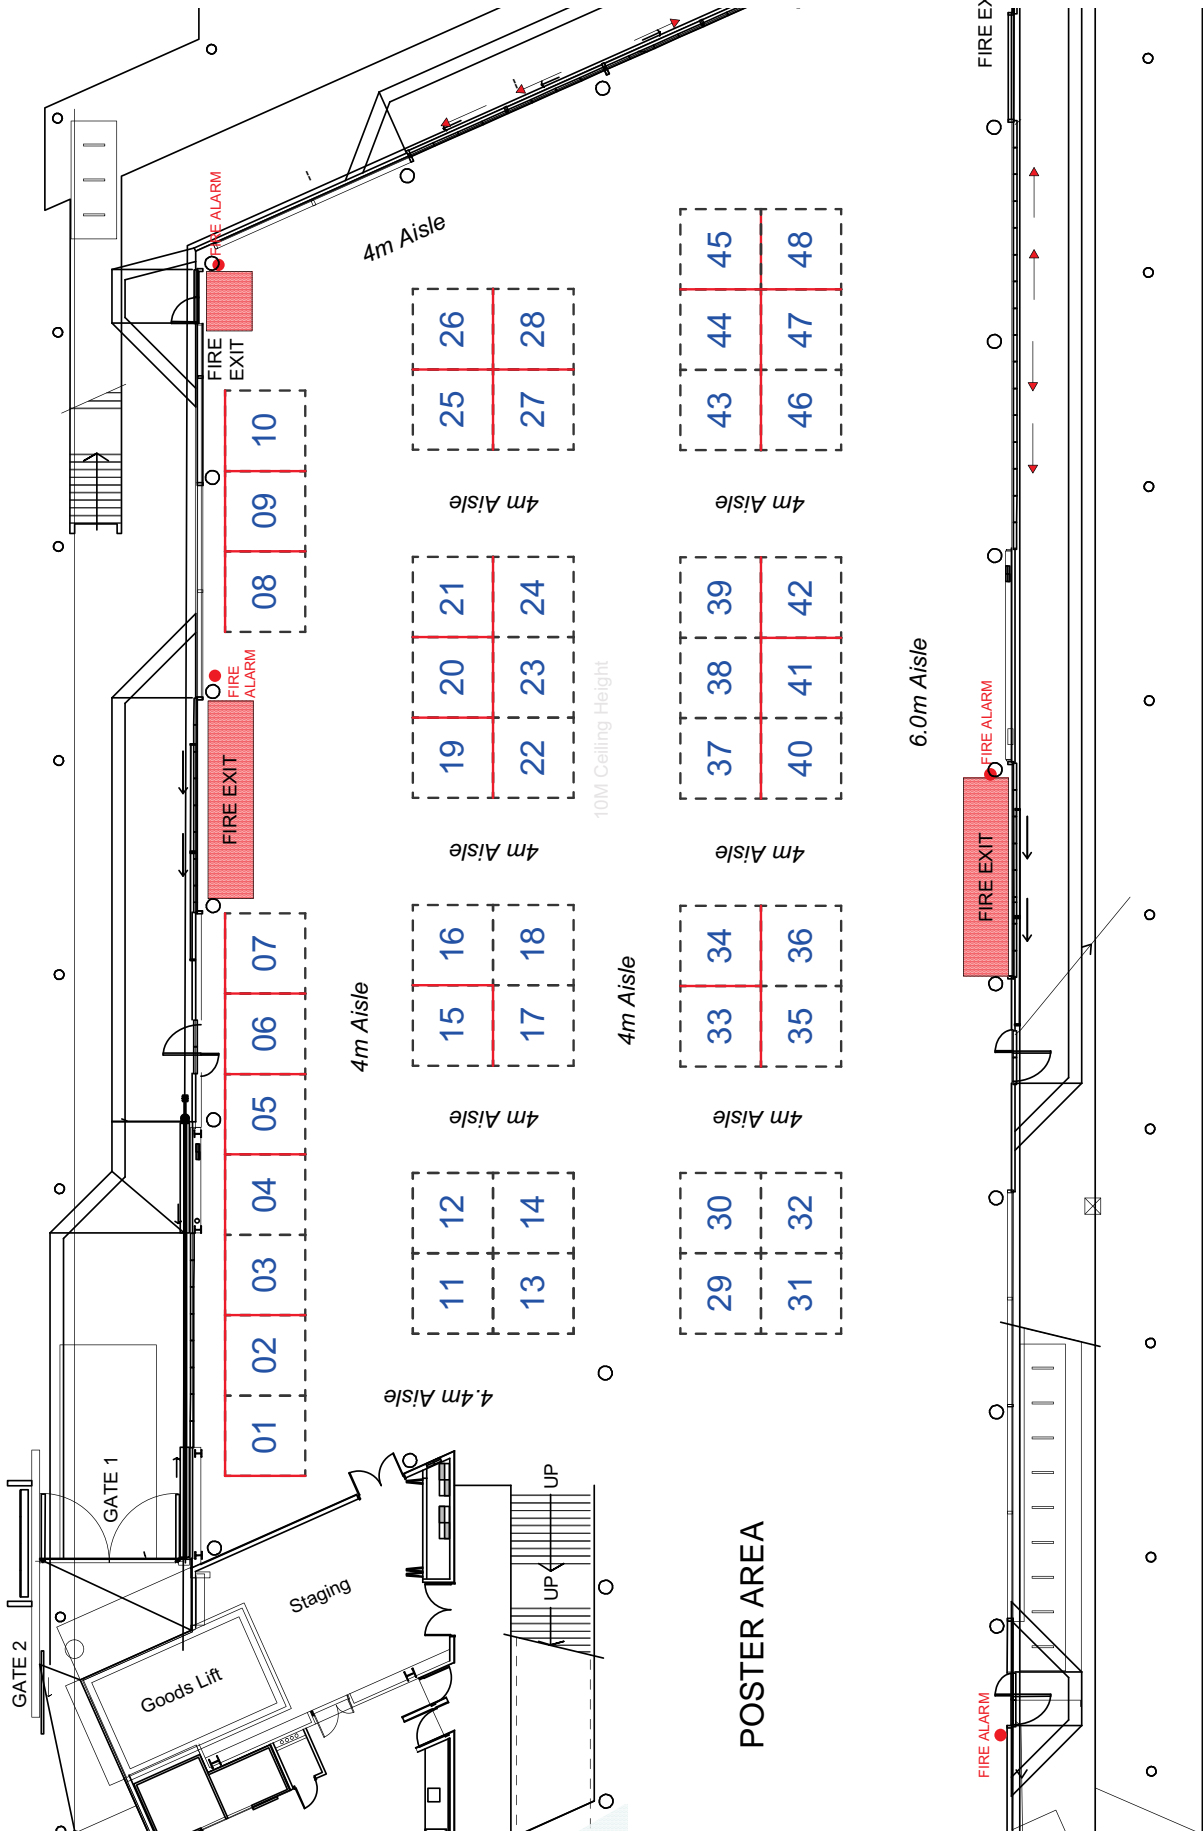 FIRE EX
FIRE ALARM
4m Aisle
FIRE
EXIT
45
48
44
47
43
46
26
28
25
27
10
09
08
4m Aisle
4m Aisle
21
24
20
23
19
22
39
42
38
41
37
40
FIRE
ALARM
FIRE EXIT
10M Ceiling Height
6.0m Aisle
FIRE ALARM
FIRE EXIT
4m Aisle
4m Aisle
07
06
05
04
03
02
01
16
18
15
17
34
36
33
35
4m Aisle
4m Aisle
4m Aisle
4m Aisle
12
14
11
13
30
32
29
31
4.4m Aisle
GATE 1
GATE 2
Staging
Goods Lift
UP
UP
POSTER AREA
FIRE ALARM